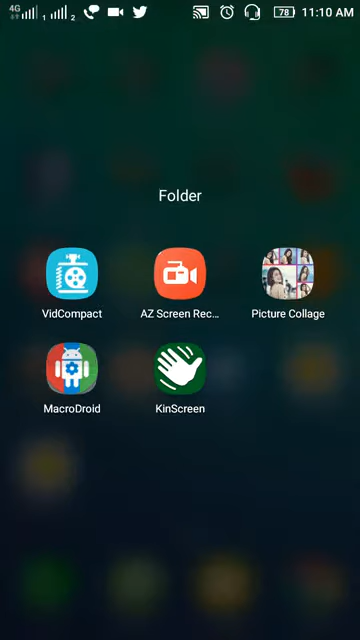 4G 1 2 78 11:10 AM
Folder
VidCompact AZ Screen Rec... Picture Collage
MacroDroid KinScreen